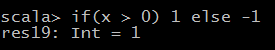 scala> if(x > 0) 1 else -1
res19: Int = 1